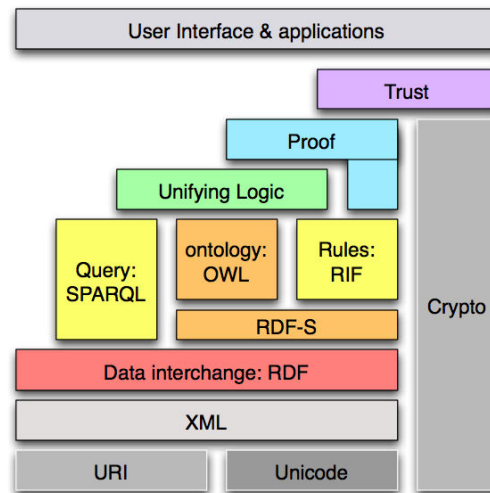 User Interface & applications
Trust
Proof
Unifying Logic
Query:
SPARQL
ontology:
OWL
Rules:
RIF
Crypto
RDF-S
Data interchange: RDF
XML
URI
Unicode